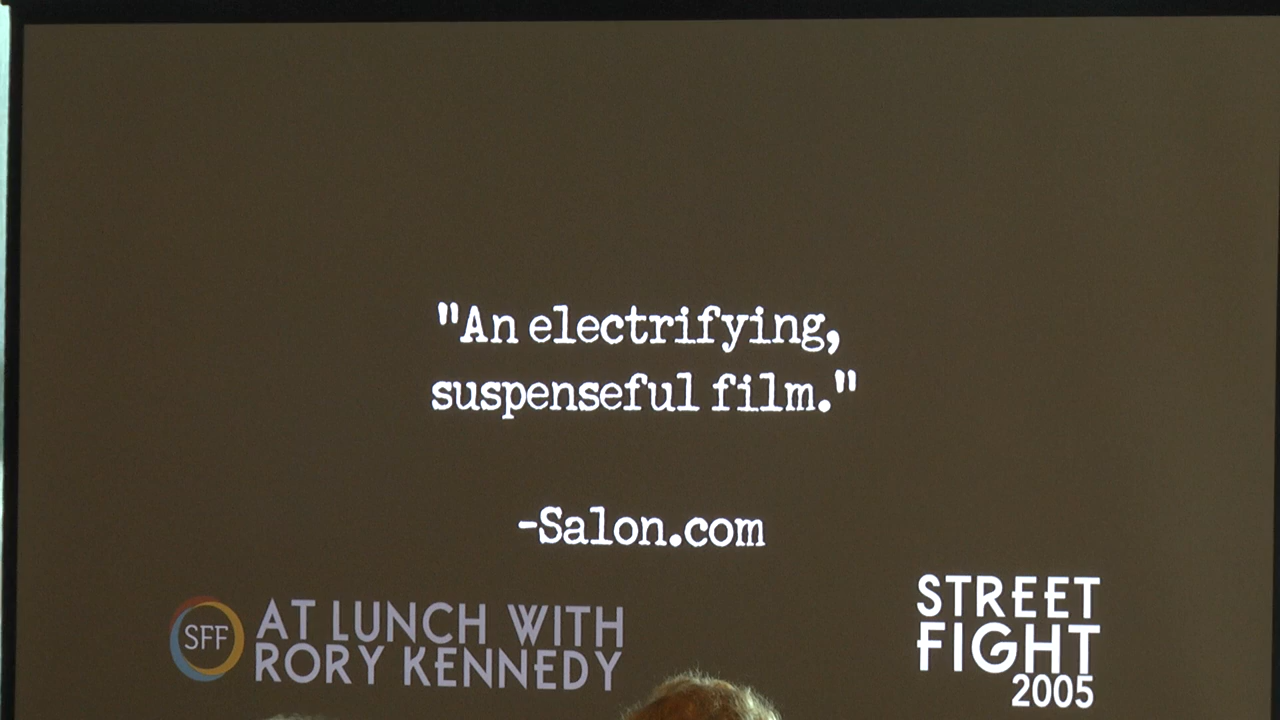 "An electrifying,
suspenseful film."
-Salon.com
SFF
AT LUNCH WITH
RORY KENNEDY
STREET
FIGHT
2005